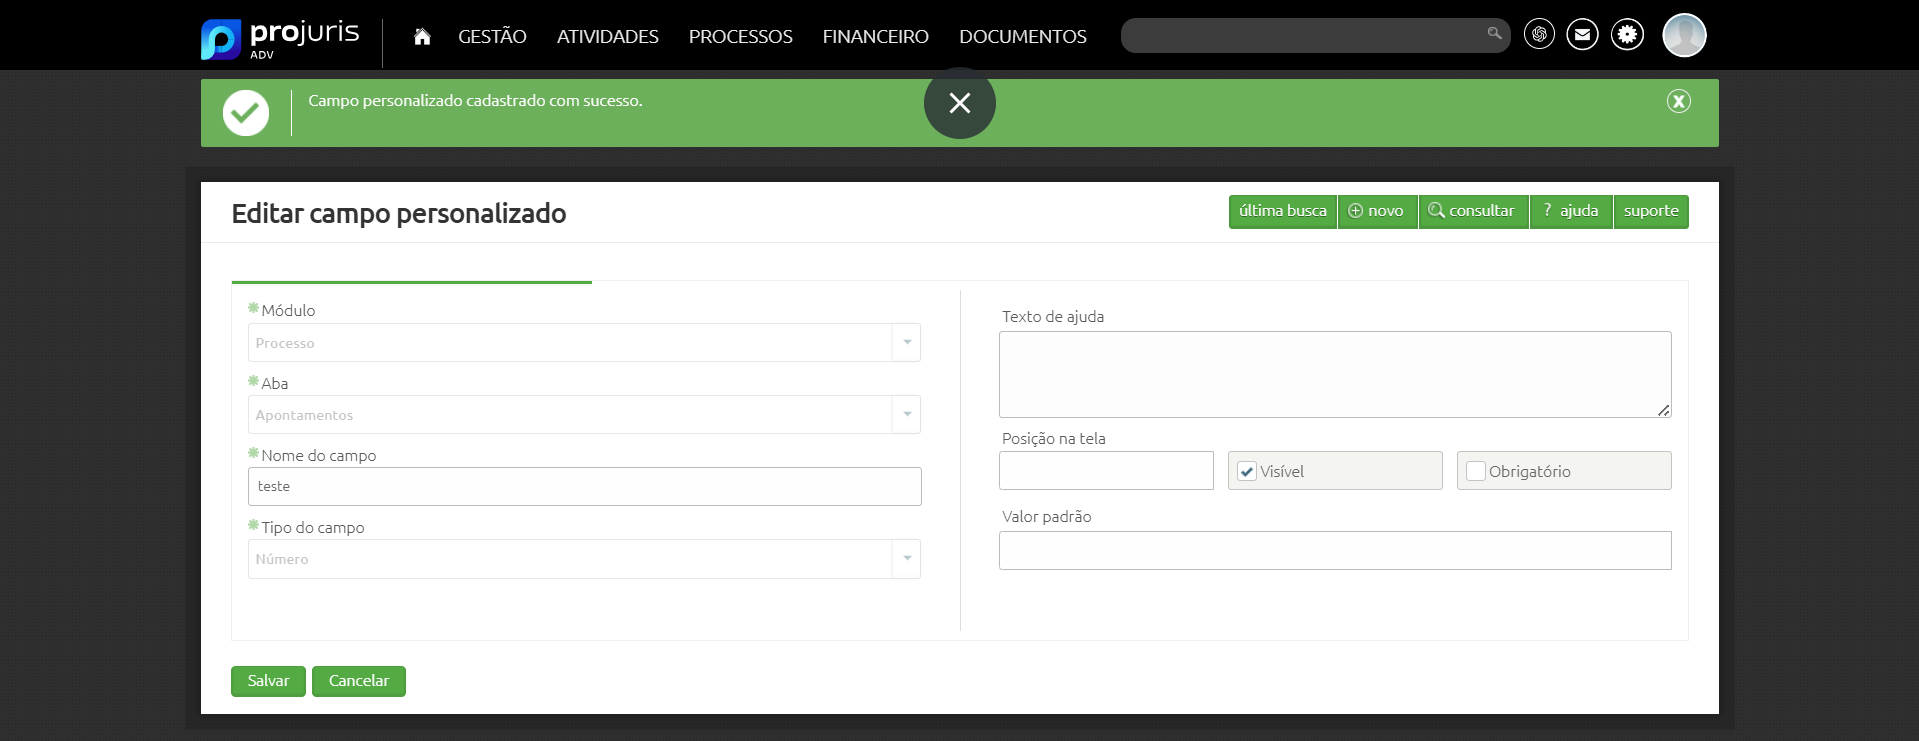 projuris
ADV
GESTÃO ATIVIDADES PROCESSOS FINANCEIRO DOCUMENTOS
Campo personalizado cadastrado com sucesso.
Editar campo personalizado
última busca novo consultar ? ajuda suporte
Módulo
Processo
Aba
Apontamentos
Nome do campo
teste
Tipo do campo
Número
Texto de ajuda
Posição na tela
Visível
Obrigatório
Valor padrão
Salvar Cancelar